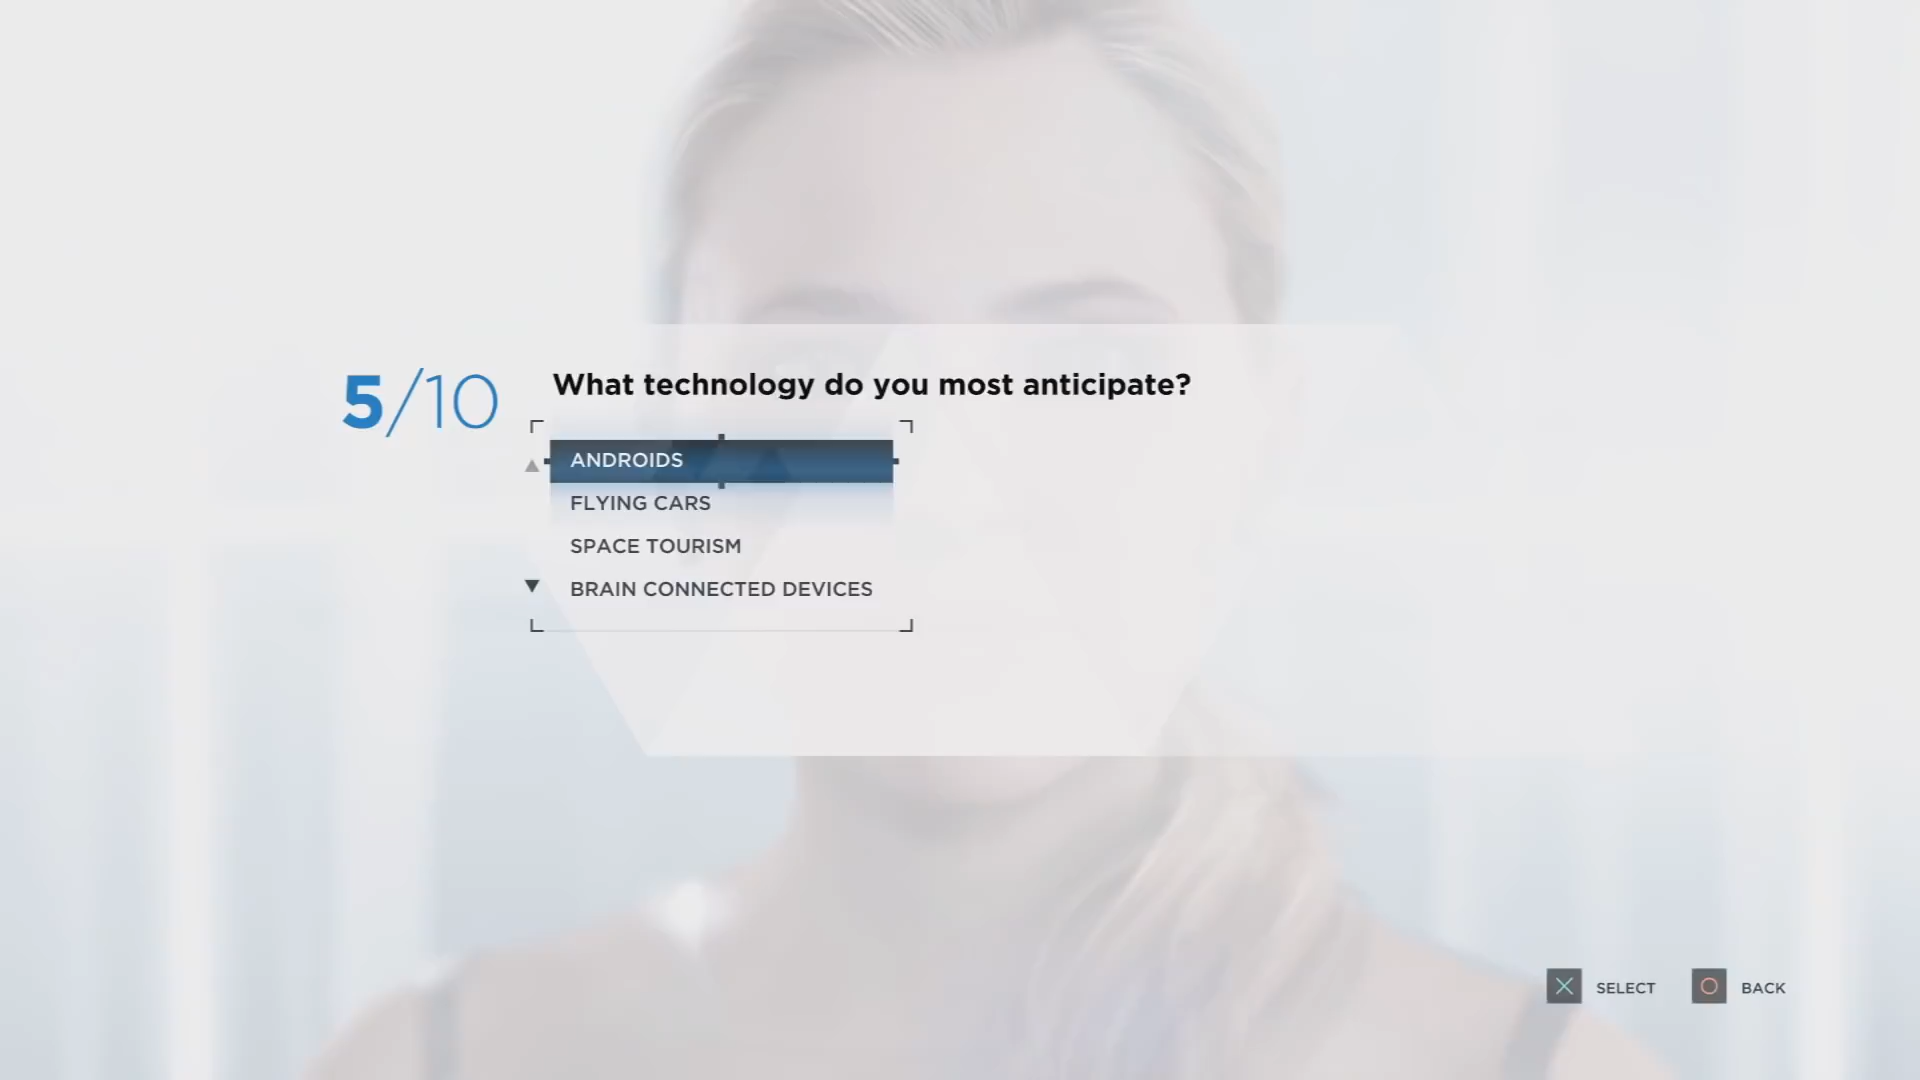 5/10
What technology do you most anticipate?
ANDROIDS
FLYING CARS
SPACE TOURISM
BRAIN CONNECTED DEVICES
SELECT
BACK